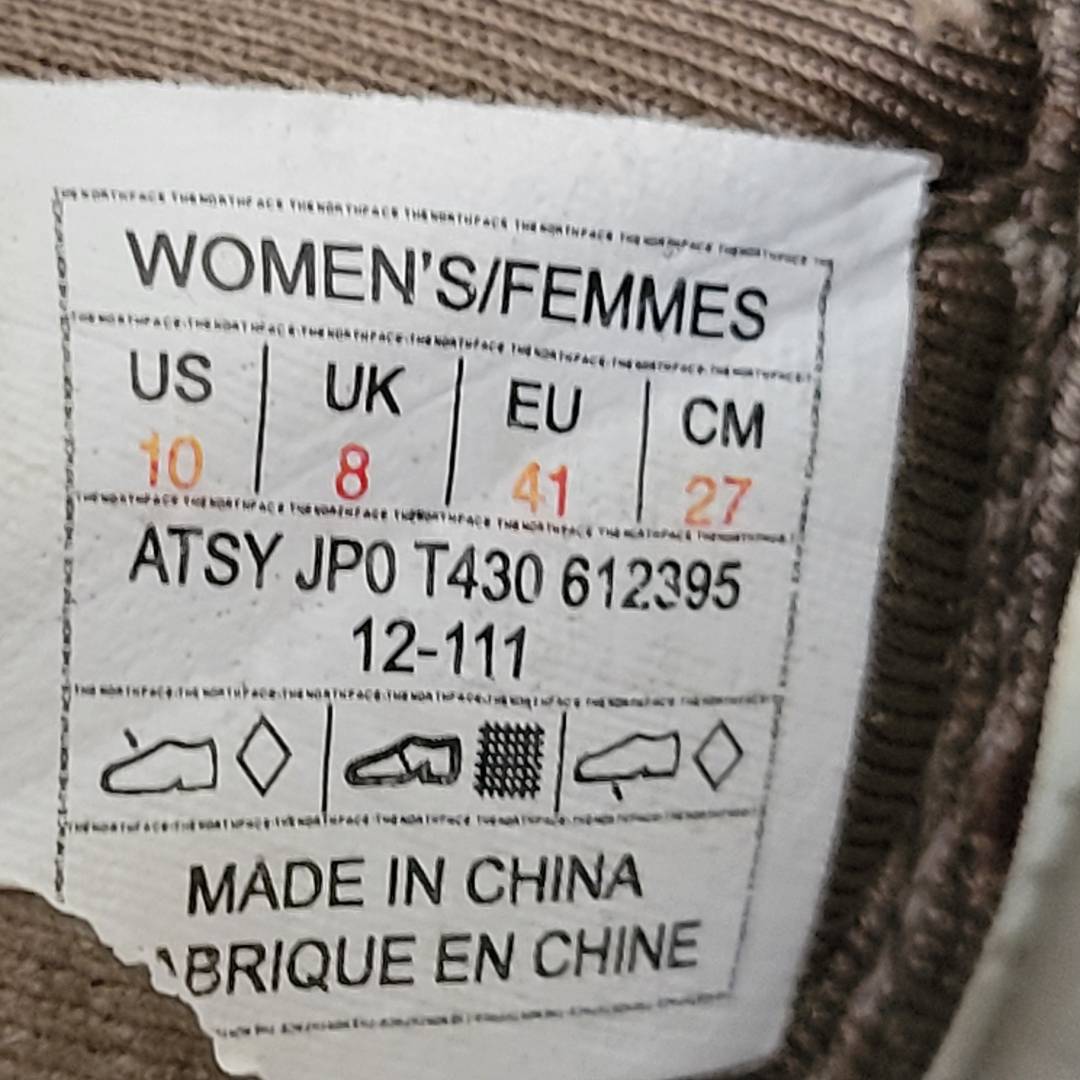 WOMEN'S/FEMMES
US UK EU CM
10 8 41 27
ATSY JP0 T430 612395
12-111
MADE IN CHINA
ABRIQUE EN CHINE